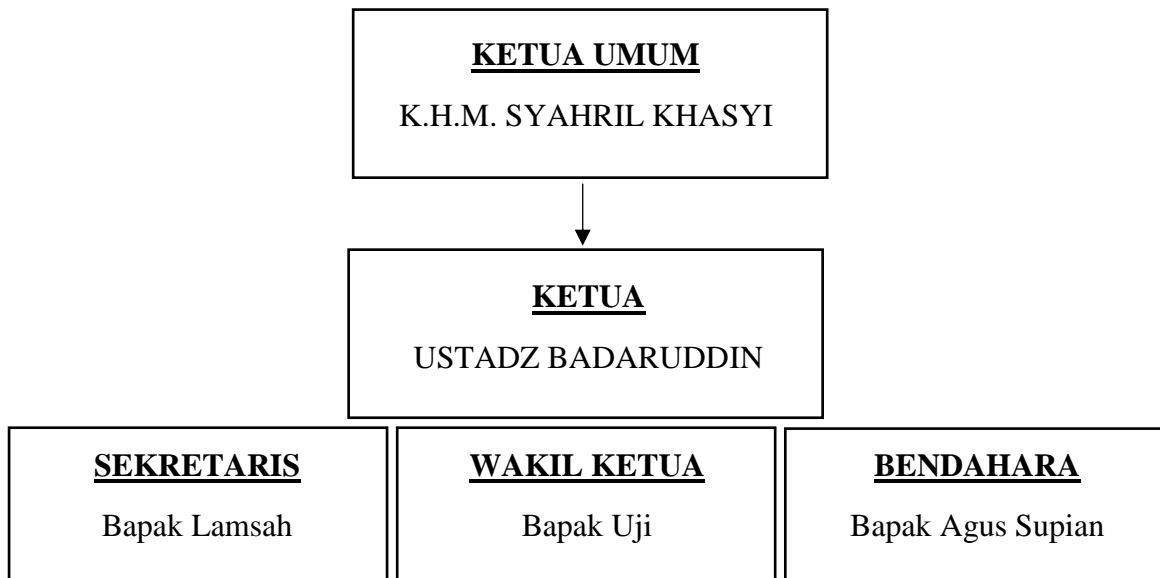 KETUA UMUM
K.H.M. SYAHRIL KHASYI
KETUA
USTADZ BADARUDDIN
SEKRETARIS
Bapak Lamsah
WAKIL KETUA
Bapak Uji
BENDAHARA
Bapak Agus Supian